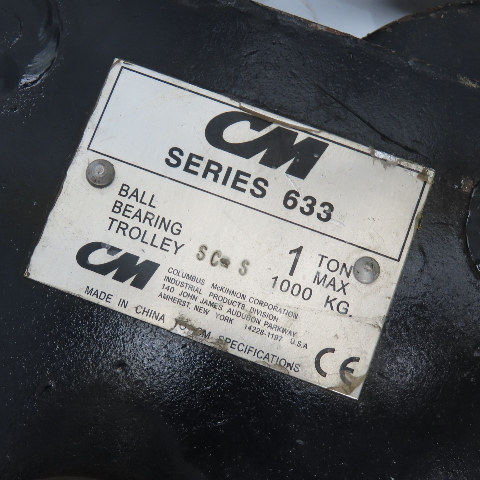 CM
SERIES 633
BALL
BEARING
TROLLEY
S C S
1 TON
MAX
1000 KG.
CM
COLUMBUS McKINNON CORPORATION
INDUSTRIAL PRODUCTS DIVISION
140 JOHN JAMES AUDUBON PARKWAY
AMHERST, NEW YORK 14228-1197 U.S.A
MADE IN CHINA TO CM SPECIFICATIONS
CE